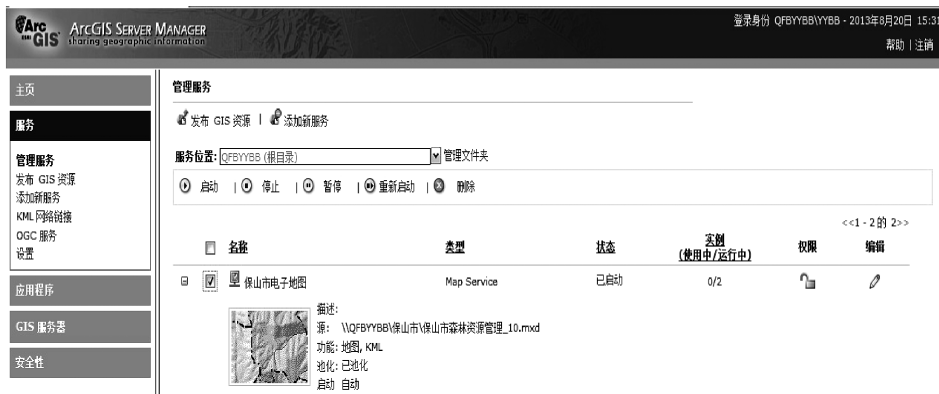 Arc GIS
ArcGIS Server Manager
sharing geographic information
登录身份 QFBYYBB\YYBB - 2013年8月20日 15:31
帮助 | 注销
主页
服务
管理服务
发布 GIS 资源
添加新服务
KML 网络链接
OGC 服务
设置
应用程序
GIS 服务器
安全性
管理服务
发布 GIS 资源 | 添加新服务
服务位置: QFBYYBB (根目录) 管理文件夹
启动 | 停止 | 暂停 | 重新启动 | 删除
<<1 - 2的 2>>
名称 类型 状态 实例 (使用中/运行中) 权限 编辑
保山市电子地图 Map Service 已启动 0/2
描述:
源: \\QFBYYBB\保山市\保山市森林资源管理_10.mxd
功能: 地图, KML
池化: 已池化
启动 自动